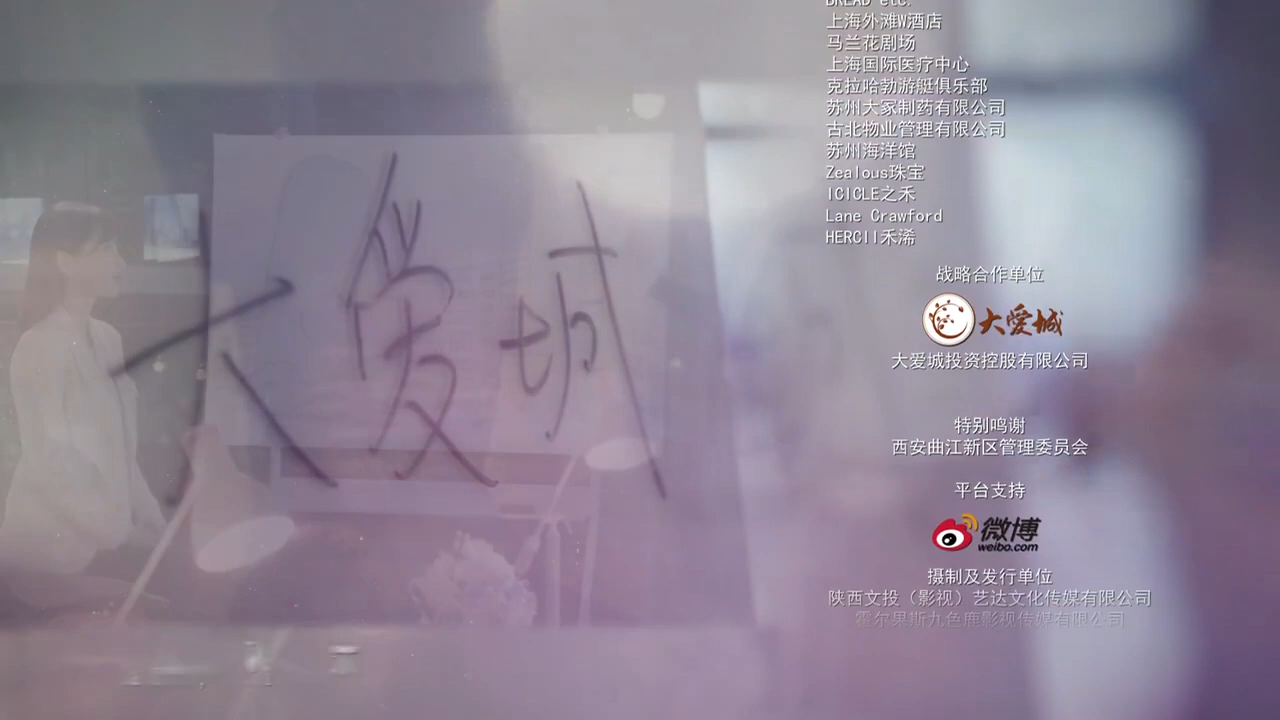 大爱城
BREAD etc.
上海外滩W酒店
马兰花剧场
上海国际医疗中心
克拉哈勃游艇俱乐部
苏州大冢制药有限公司
古北物业管理有限公司
苏州海洋馆
Zealous珠宝
ICICLE之禾
Lane Crawford
HERCII禾浠
战略合作单位
大爱城
大爱城投资控股有限公司
特别鸣谢
西安曲江新区管理委员会
平台支持
微博
weibo.com
摄制及发行单位
陕西文投（影视）艺达文化传媒有限公司
霍尔果斯九色鹿影视传媒有限公司